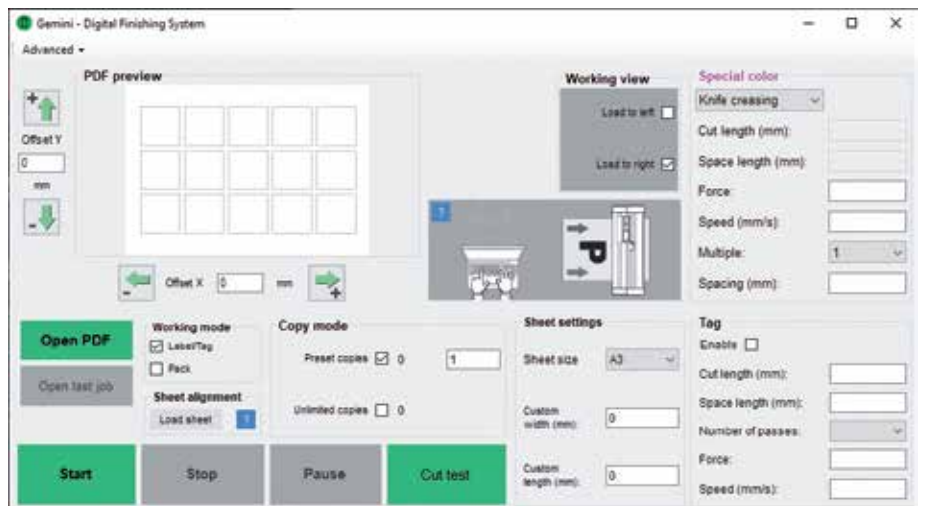 Gemini - Digital Finishing System
Advanced
PDF preview
Working view
Special color
Load to left
Load to right
Knife creasing
Cut length (mm):
Space length (mm):
Force:
Speed (mm/s):
Multiple: 1
Spacing (mm):
+
Offset Y
0
mm
-
?
P
-
Offset X 0 mm
+
Open PDF
Open last job
Working mode
Label/Tag
Pack
Sheet alignment
Load sheet ?
Copy mode
Preset copies 0 1
Unlimited copies 0
Sheet settings
Sheet size A3
Custom
width (mm): 0
Custom
length (mm): 0
Tag
Enable
Cut length (mm):
Space length (mm):
Number of passes:
Force:
Speed (mm/s):
Start
Stop
Pause
Cut test